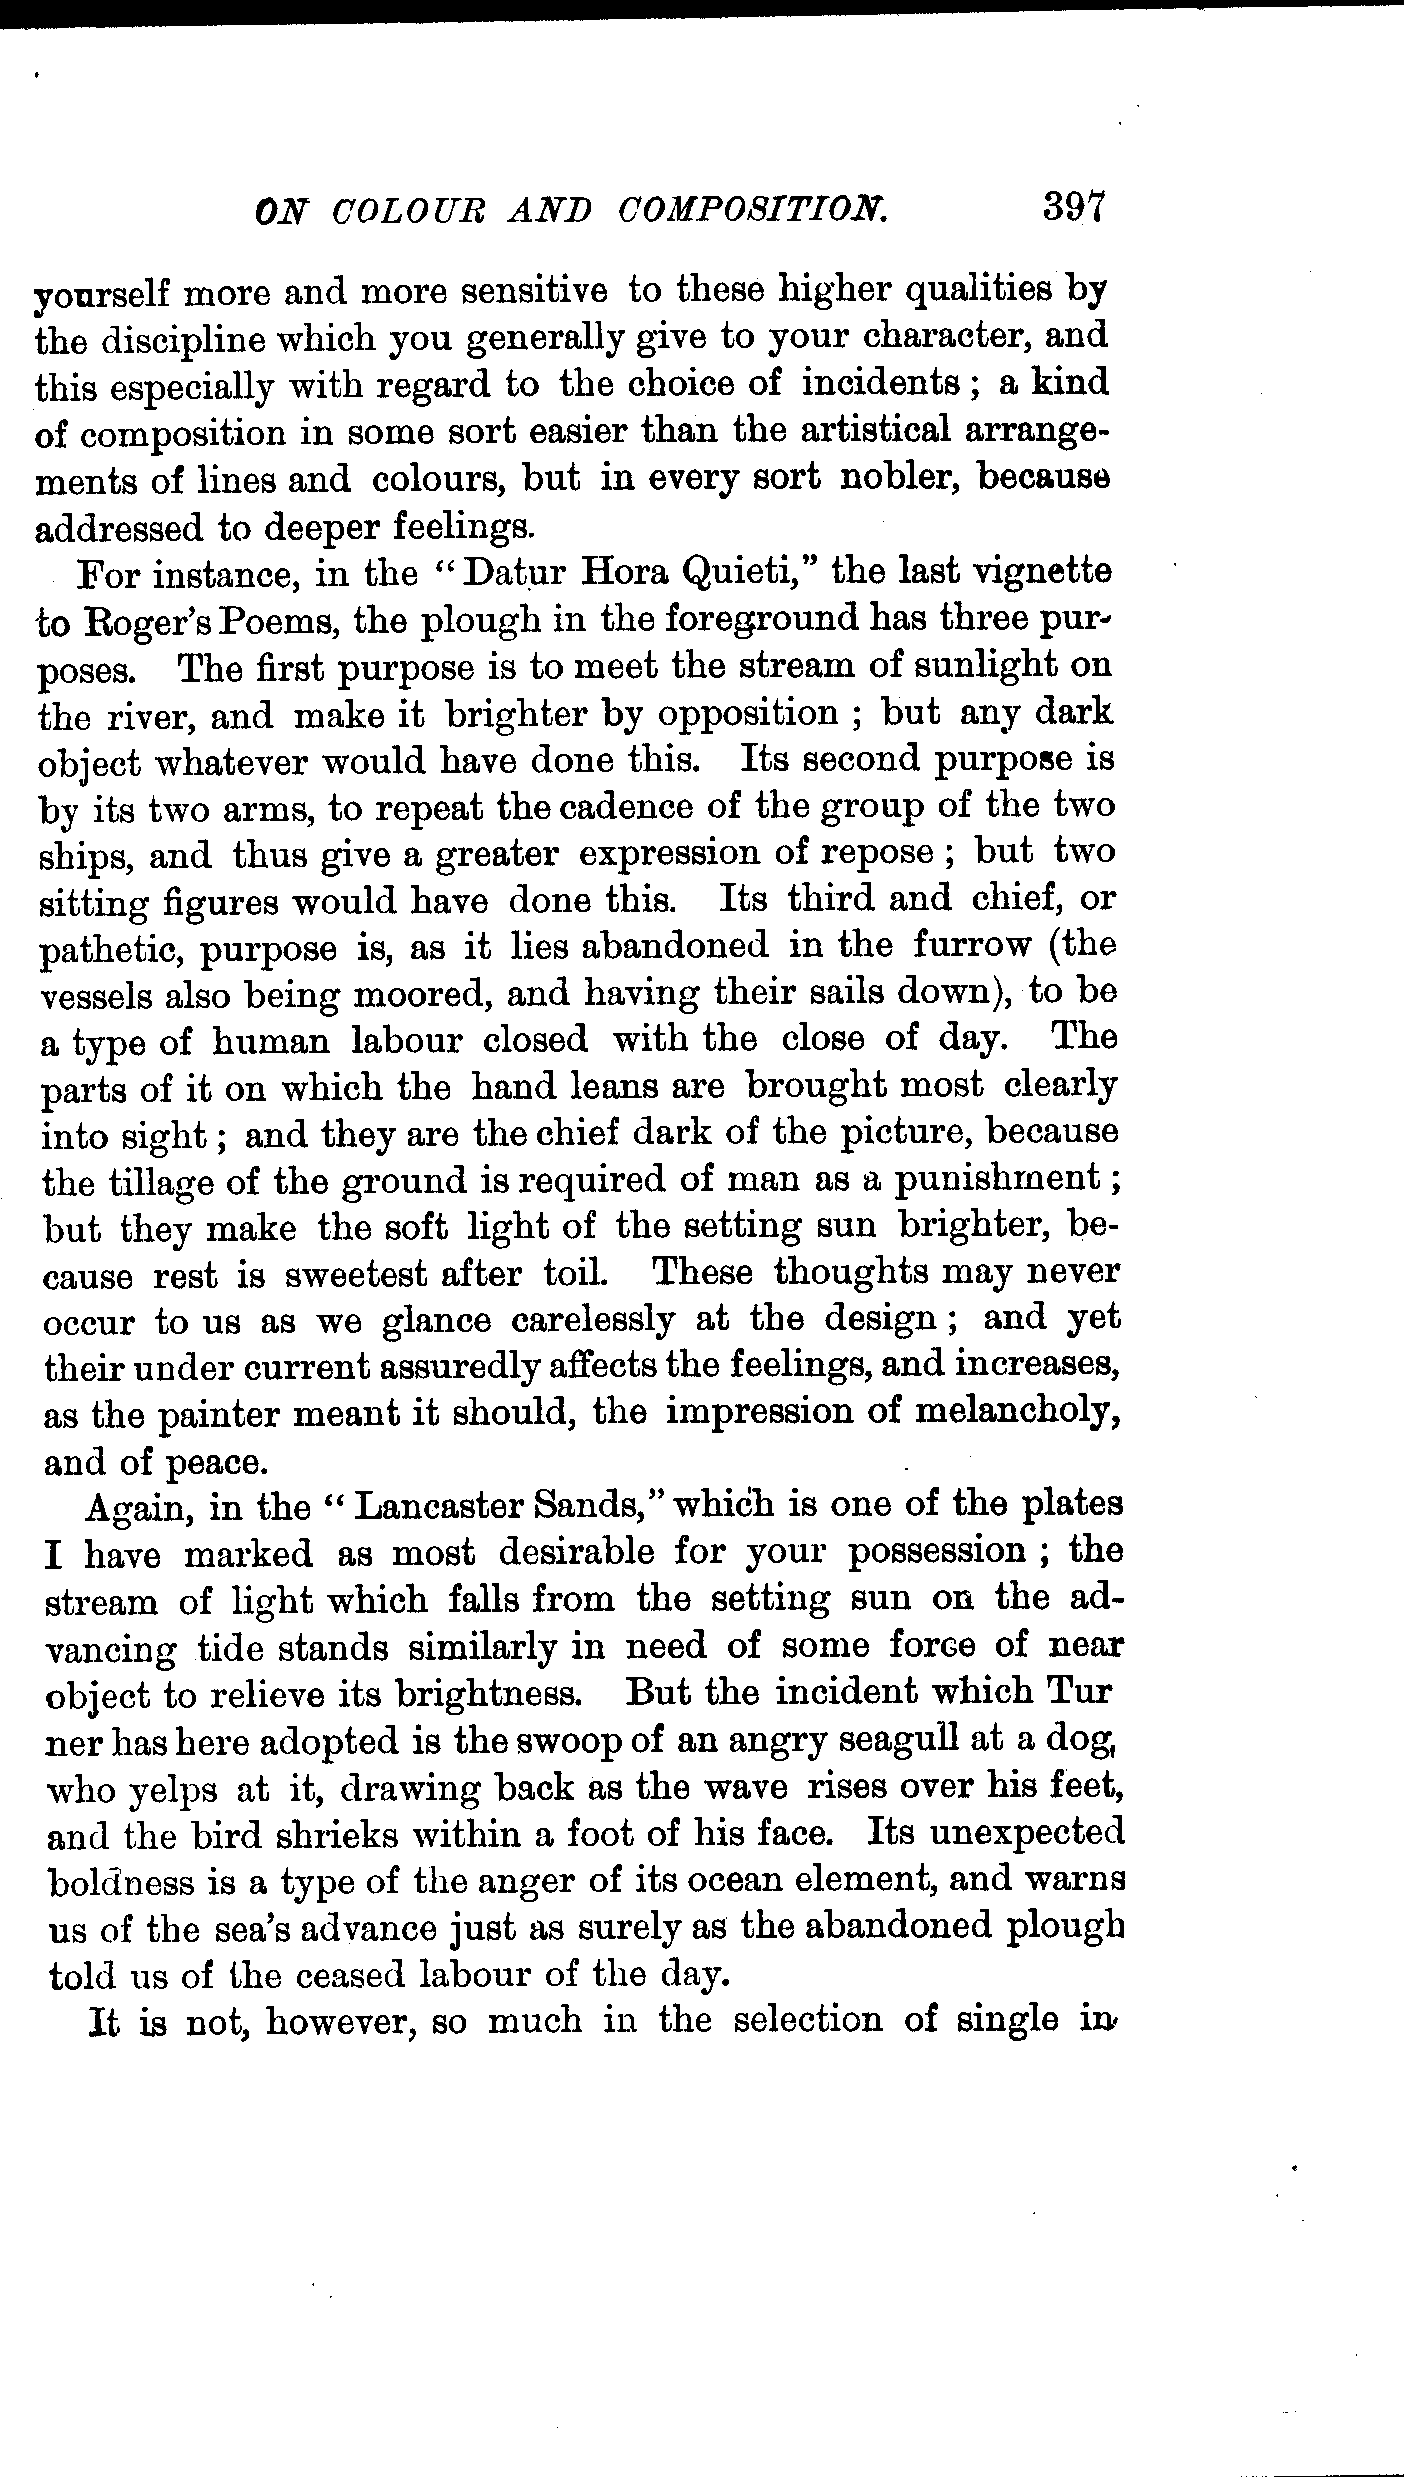 ON COLOUR AND COMPOSITION. 397
yourself more and more sensitive to these higher qualities by
the discipline which you generally give to your character, and
this especially with regard to the choice of incidents ; a kind
of composition in some sort easier than the artistical arrange-
ments of lines and colours, but in every sort nobler, because
addressed to deeper feelings.
For instance, in the “ Datur Hora Quieti,” the last vignette
to Roger’s Poems, the plough in the foreground has three pur-
poses. The first purpose is to meet the stream of sunlight on
the river, and make it brighter by opposition ; but any dark
object whatever would have done this. Its second purpose is
by its two arms, to repeat the cadence of the group of the two
ships, and thus give a greater expression of repose ; but two
sitting figures would have done this. Its third and chief, or
pathetic, purpose is, as it lies abandoned in the furrow (the
vessels also being moored, and having their sails down), to be
a type of human labour closed with the close of day. The
parts of it on which the hand leans are brought most clearly
into sight ; and they are the chief dark of the picture, because
the tillage of the ground is required of man as a punishment ;
but they make the soft light of the setting sun brighter, be-
cause rest is sweetest after toil. These thoughts may never
occur to us as we glance carelessly at the design ; and yet
their under current assuredly affects the feelings, and increases,
as the painter meant it should, the impression of melancholy,
and of peace.
Again, in the “ Lancaster Sands,” which is one of the plates
I have marked as most desirable for your possession ; the
stream of light which falls from the setting sun on the ad-
vancing tide stands similarly in need of some force of near
object to relieve its brightness. But the incident which Tur
ner has here adopted is the swoop of an angry seagull at a dog,
who yelps at it, drawing back as the wave rises over his feet,
and the bird shrieks within a foot of his face. Its unexpected
boldness is a type of the anger of its ocean element, and warns
us of the sea’s advance just as surely as the abandoned plough
told us of the ceased labour of the day.
It is not, however, so much in the selection of single in-